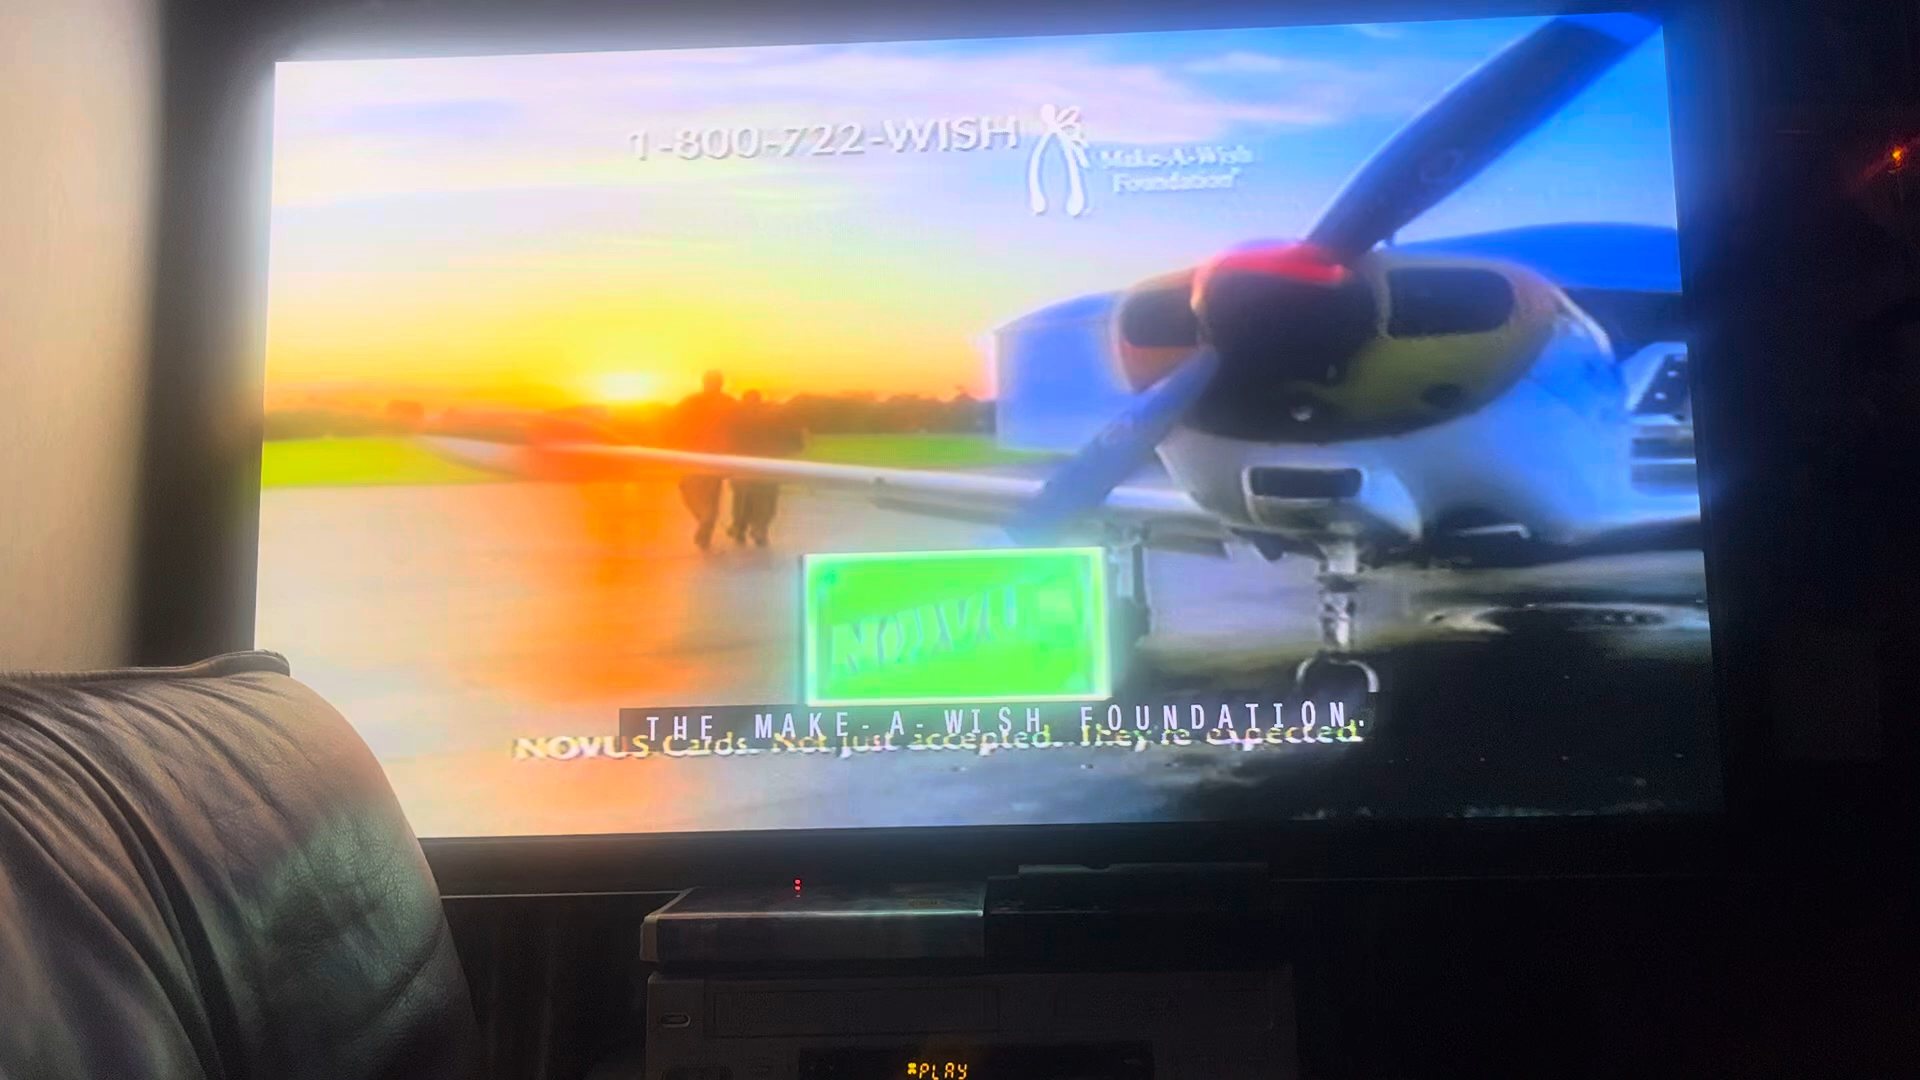 1-800-722-WISH
Make-A-Wish
Foundation®
NOVUS
THE MAKE-A-WISH FOUNDATION.
NOVUS Cards. Not just accepted. They're expected.
PLAY